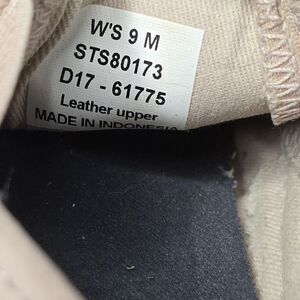 W'S 9 M
STS80173
D17 - 61775
Leather upper
MADE IN INDONESIA